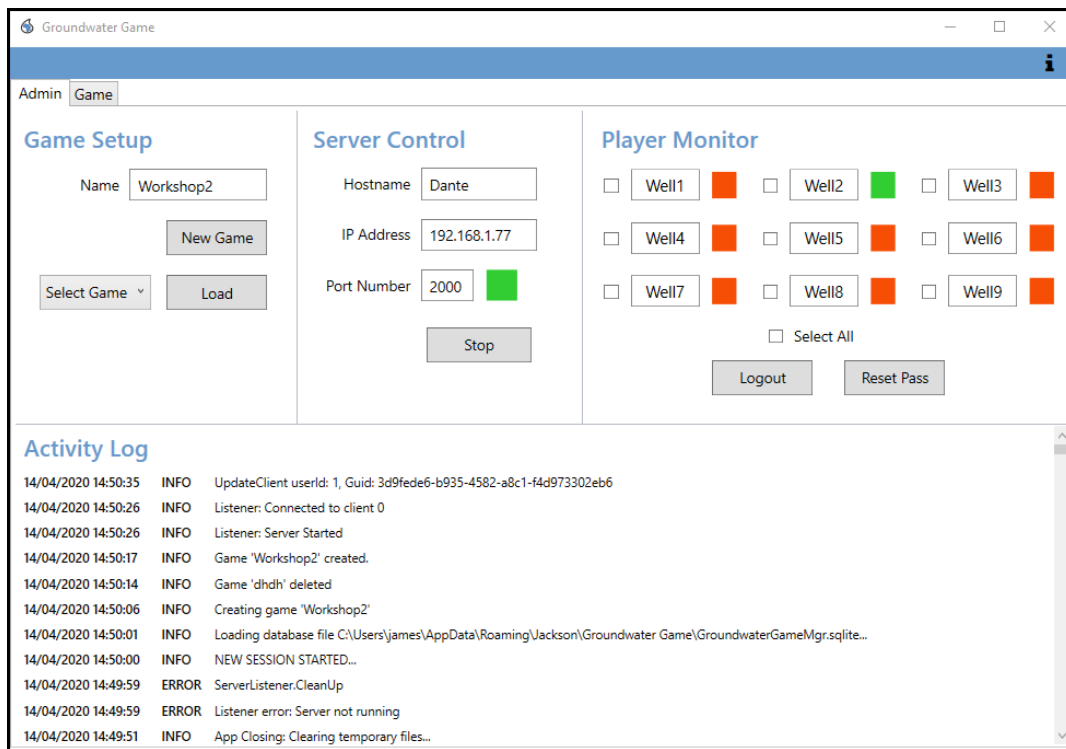 Groundwater Game
Admin Game
Game Setup
Name Workshop2
New Game
Select Game Load
Server Control
Hostname Dante
IP Address 192.168.1.77
Port Number 2000
Stop
Player Monitor
Well1 Well2 Well3
Well4 Well5 Well6
Well7 Well8 Well9
Select All
Logout Reset Pass
Activity Log
14/04/2020 14:50:35 INFO UpdateClient userId: 1, Guid: 3d9fede6-b935-4582-a8c1-f4d973302eb6
14/04/2020 14:50:26 INFO Listener: Connected to client 0
14/04/2020 14:50:26 INFO Listener: Server Started
14/04/2020 14:50:17 INFO Game 'Workshop2' created.
14/04/2020 14:50:14 INFO Game 'dhdh' deleted
14/04/2020 14:50:06 INFO Creating game 'Workshop2'
14/04/2020 14:50:01 INFO Loading database file C:\Users\james\AppData\Roaming\Jackson\Groundwater Game\GroundwaterGameMgr.sqlite...
14/04/2020 14:50:00 INFO NEW SESSION STARTED...
14/04/2020 14:49:59 ERROR ServerListener.CleanUp
14/04/2020 14:49:59 ERROR Listener error: Server not running
14/04/2020 14:49:51 INFO App Closing: Clearing temporary files...